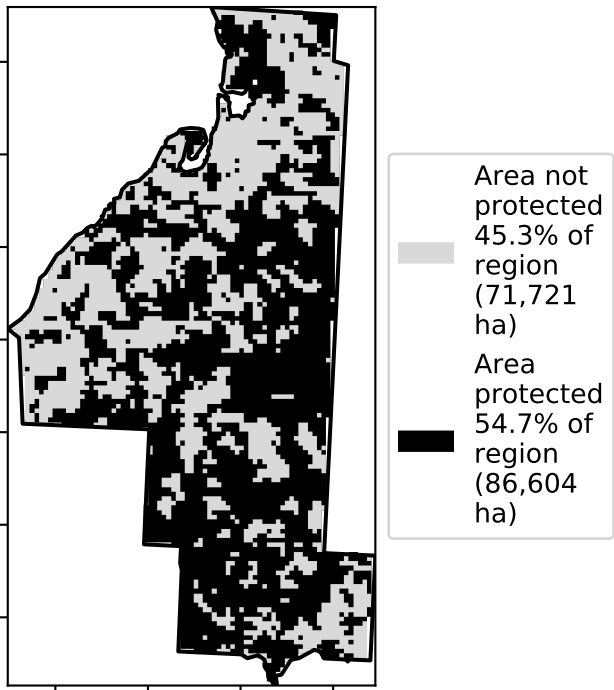 Area not
protected
45.3% of
region
(71,721
ha)
Area
protected
54.7% of
region
(86,604
ha)